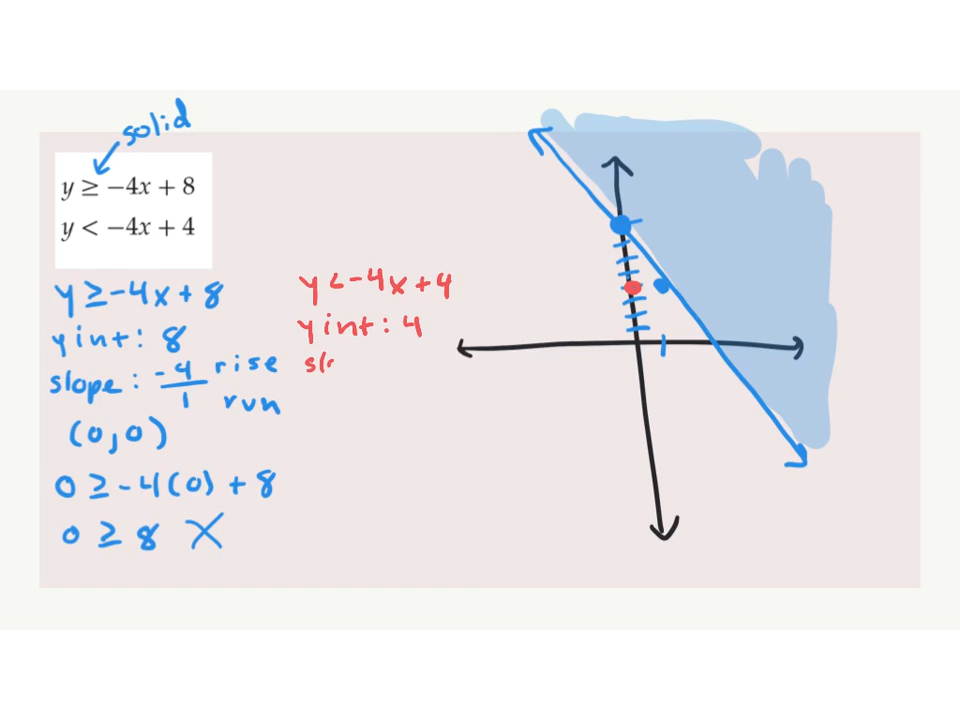 solid
y ≥ −4x + 8
y < −4x + 4
y ≥ -4x + 8
y int: 8
slope: -4/1 rise run
(0,0)
0 ≥ -4(0) + 8
0 ≥ 8 X
y < -4x + 4
y int: 4
slo
1